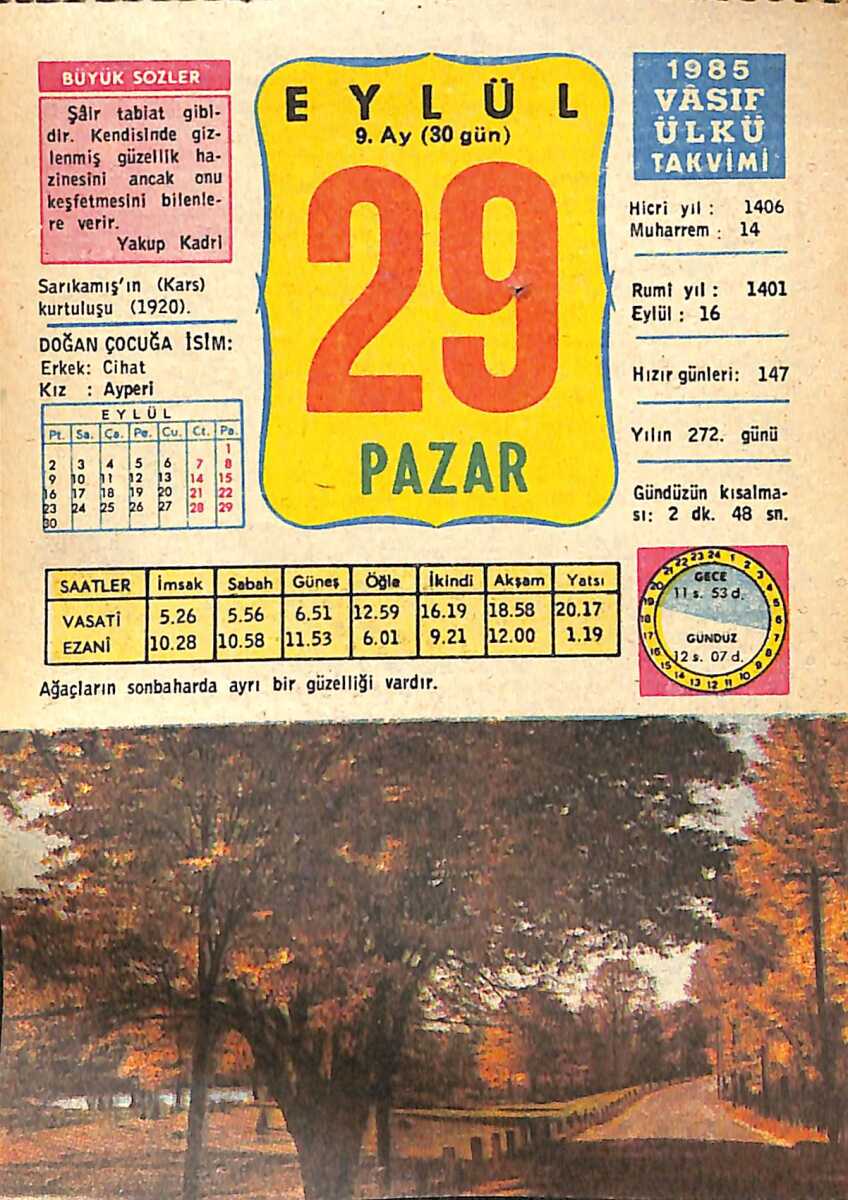 BÜYÜK SÖZLER
Şâir tabiat gibi-
dir. Kendisinde giz-
lenmiş güzellik ha-
zinesini ancak onu
keşfetmesini bilenle-
re verir.
Yakup Kadri
Sarıkamış'ın (Kars)
kurtuluşu (1920).
DOĞAN ÇOCUĞA İSİM:
Erkek: Cihat
Kız : Ayperi
EYLÜL
Pt. Sa. Ça. Pe. Cu. Ct. Pa.
1
2 3 4 5 6 7 8
9 10 11 12 13 14 15
16 17 18 19 20 21 22
23 24 25 26 27 28 29
30
EYLÜL
9. Ay (30 gün)
29
PAZAR
1985
VÂSIF
ÜLKÜ
TAKVİMİ
Hicrî yıl : 1406
Muharrem : 14
Rumî yıl : 1401
Eylül : 16
Hızır günleri: 147
Yılın 272. günü
Gündüzün kısalma-
sı: 2 dk. 48 sn.
SAATLER İmsak Sabah Güneş Öğle İkindi Akşam Yatsı
VASATİ 5.26 5.56 6.51 12.59 16.19 18.58 20.17
EZANİ 10.28 10.58 11.53 6.01 9.21 12.00 1.19
GECE
11 s. 53 d.
GÜNDÜZ
12 s. 07 d.
Ağaçların sonbaharda ayrı bir güzelliği vardır.